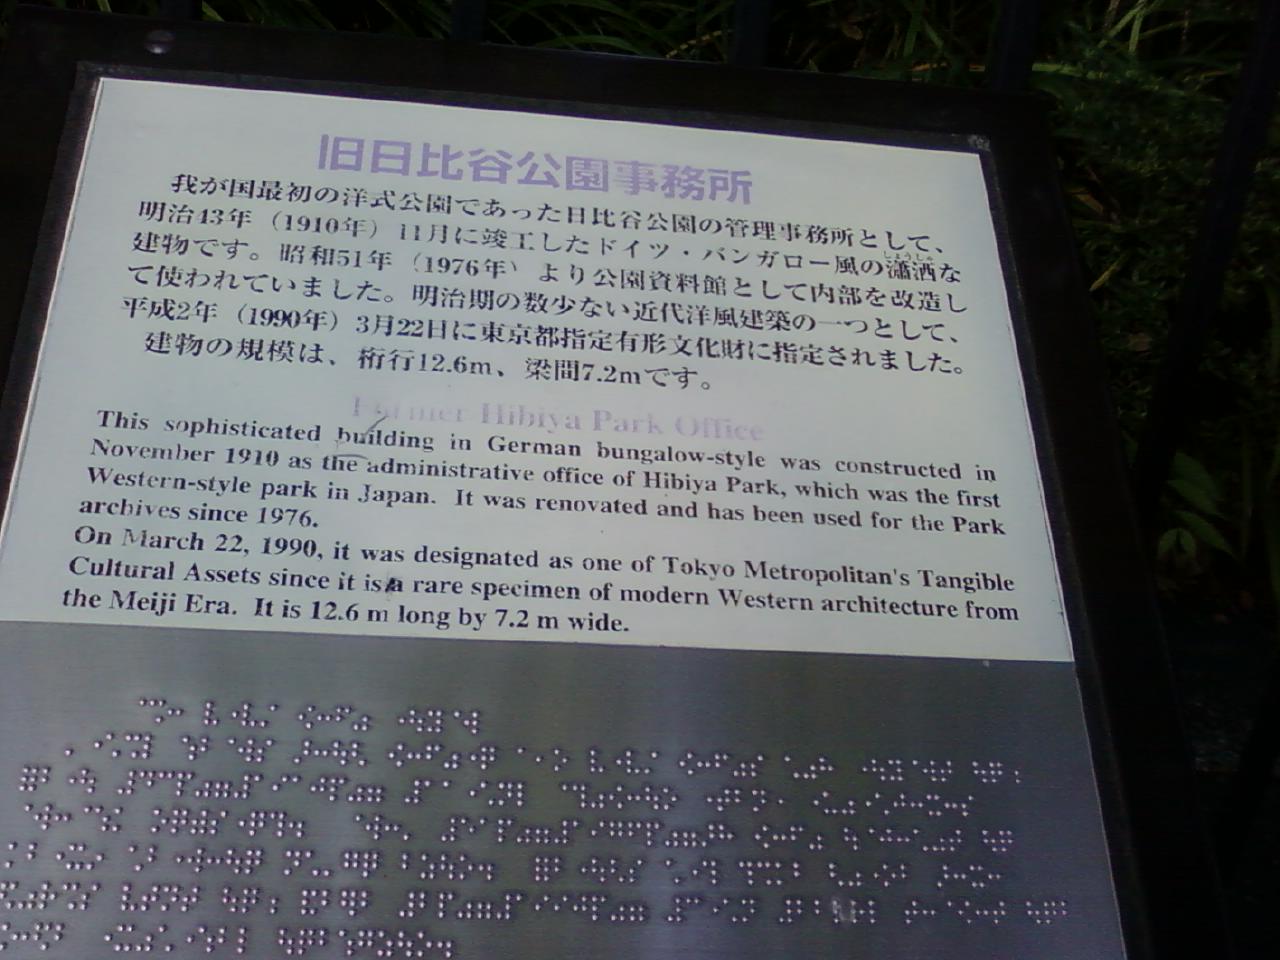 旧日比谷公園事務所
我が国最初の洋式公園であった日比谷公園の管理事務所として、
明治43年（1910年）11月に竣工したドイツ・バンガロー風の瀟洒な
しょうしゃ
建物です。昭和51年（1976年）より公園資料館として内部を改造し
て使われていました。明治期の数少ない近代洋風建築の一つとして、
平成2年（1990年）3月22日に東京都指定有形文化財に指定されました。
建物の規模は、桁行12.6m、梁間7.2mです。
Former Hibiya Park Office
This sophisticated building in German bungalow-style was constructed in
November 1910 as the administrative office of Hibiya Park, which was the first
Western-style park in Japan. It was renovated and has been used for the Park
archives since 1976.
On March 22, 1990, it was designated as one of Tokyo Metropolitan's Tangible
Cultural Assets since it is a rare specimen of modern Western architecture from
the Meiji Era. It is 12.6 m long by 7.2 m wide.